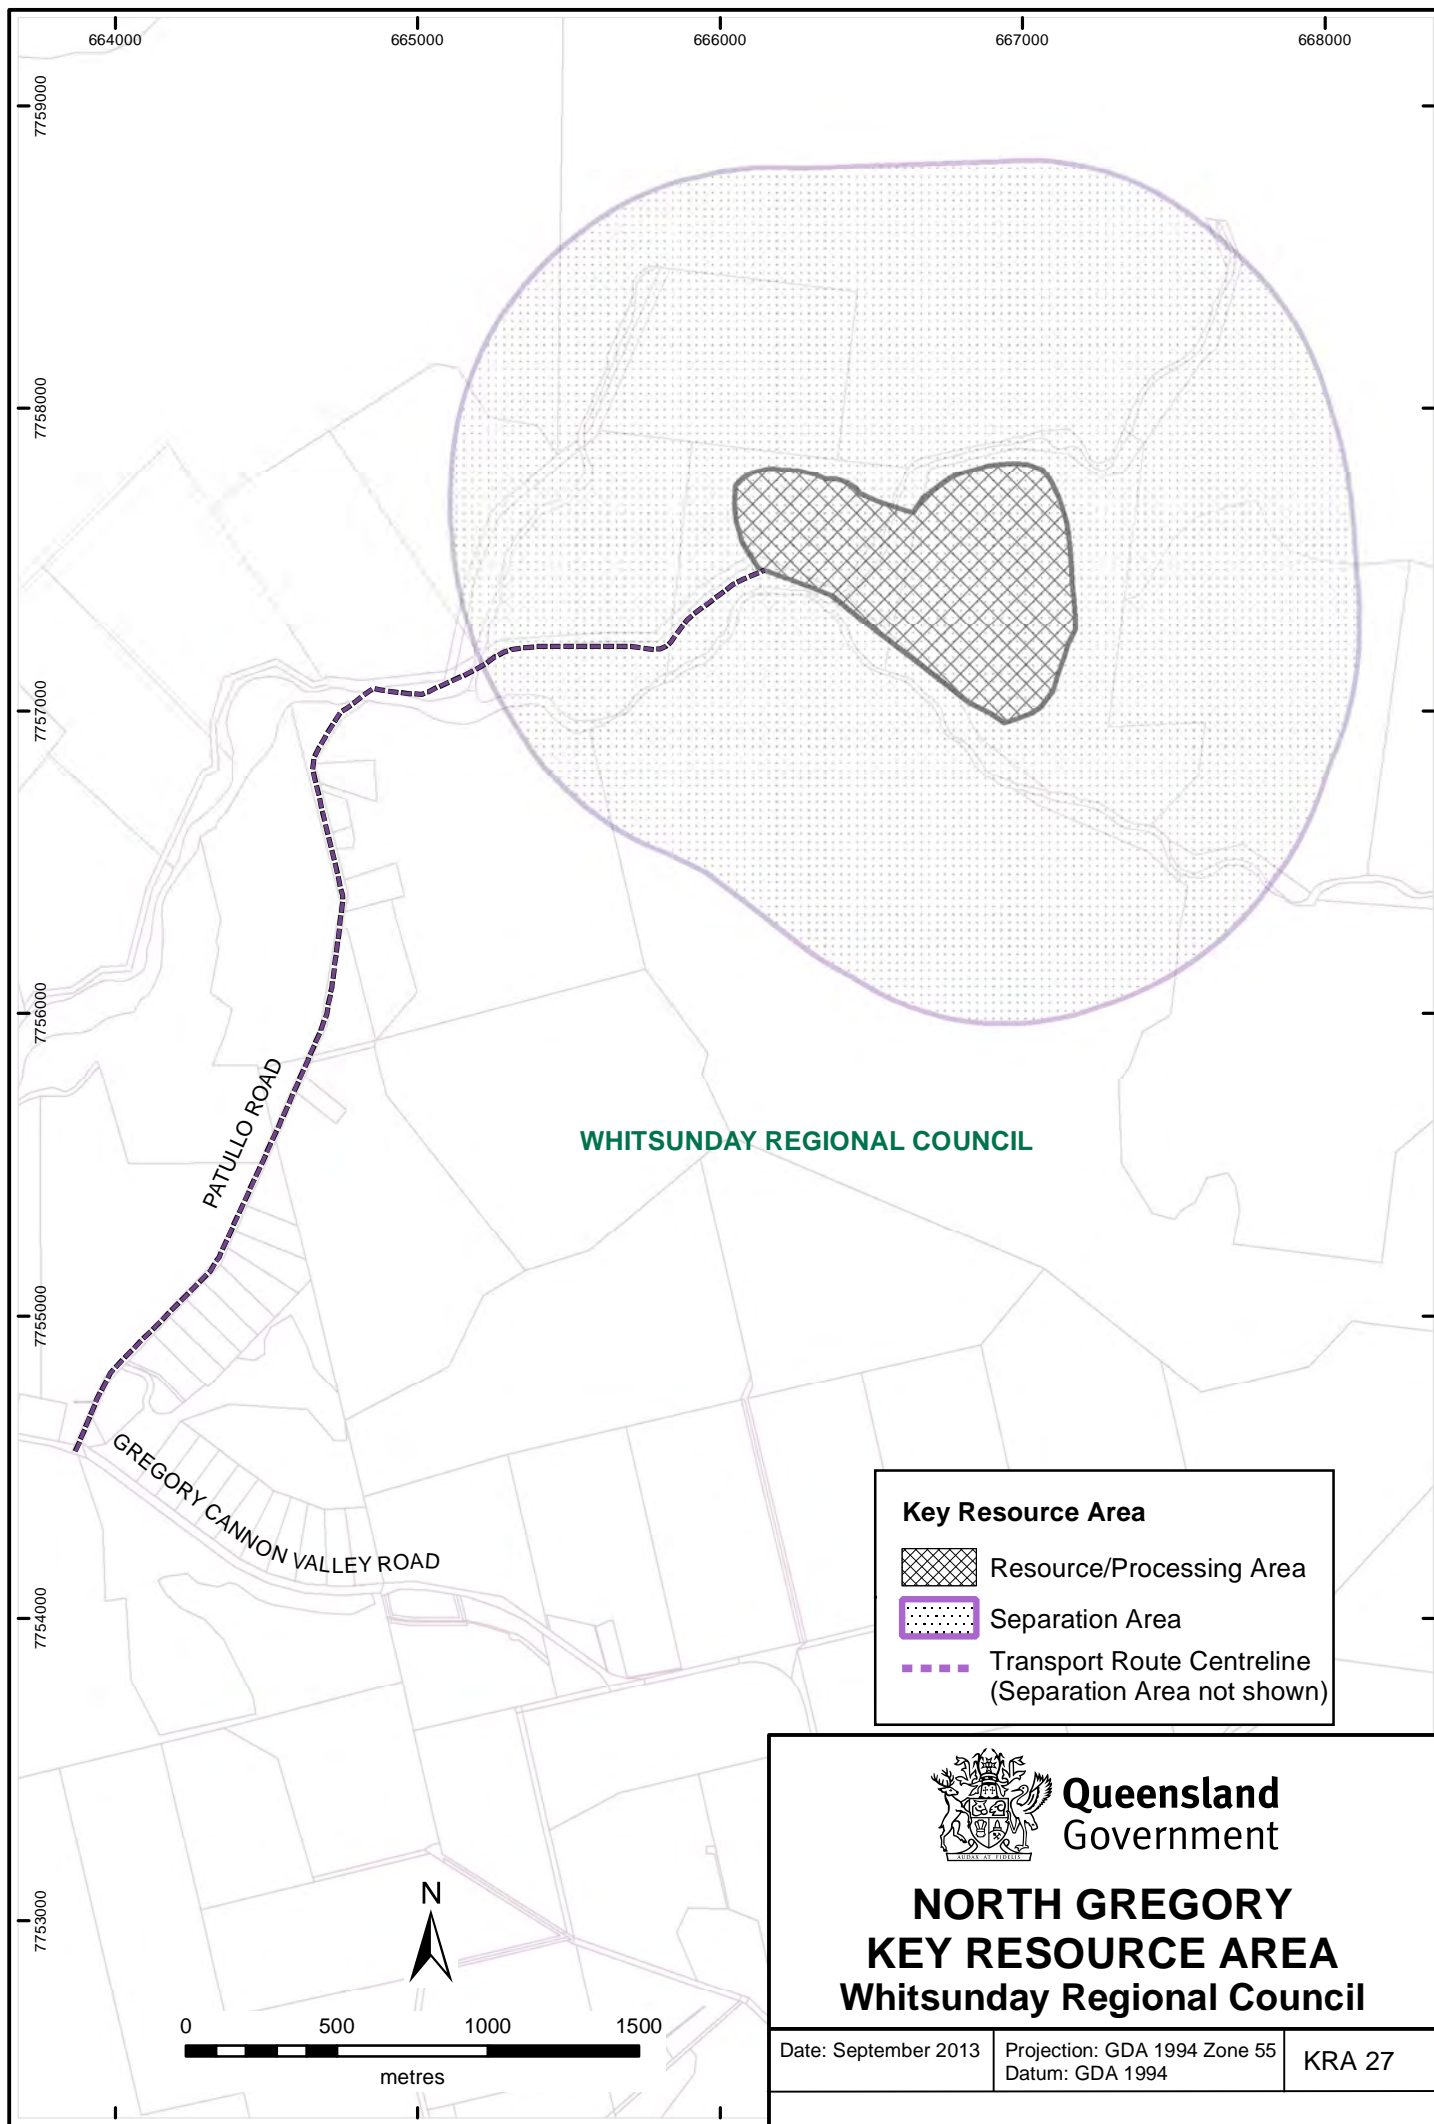 664000
665000
666000
667000
668000
7759000
7758000
7757000
7756000
7755000
7754000
7753000
PATULLO ROAD
WHITSUNDAY REGIONAL COUNCIL
GREGORY CANNON VALLEY ROAD
Key Resource Area
Resource/Processing Area
Separation Area
Transport Route Centreline
(Separation Area not shown)
AUDAX AT FIDELIS
Queensland
Government
NORTH GREGORY
KEY RESOURCE AREA
Whitsunday Regional Council
Date: September 2013
Projection: GDA 1994 Zone 55
Datum: GDA 1994
KRA 27
N
0 500 1000 1500
metres